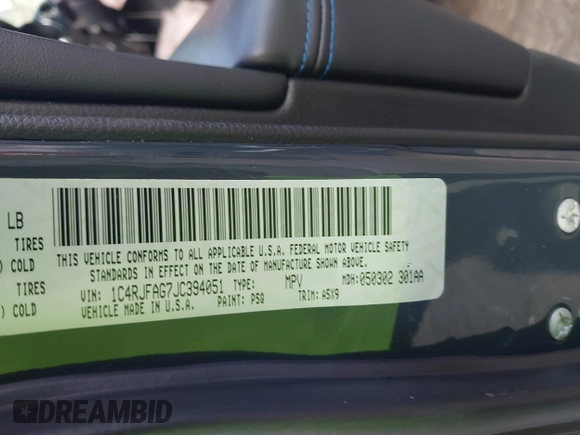 LB
TIRES
COLD
TIRES
COLD
THIS VEHICLE CONFORMS TO ALL APPLICABLE U.S.A. FEDERAL MOTOR VEHICLE SAFETY
STANDARDS IN EFFECT ON THE DATE OF MANUFACTURE SHOWN ABOVE.
VIN: 1C4RJFAG7JC394051 TYPE: MPV MDH: 050302 301AA
VEHICLE MADE IN U.S.A. PAINT: PSQ TRIM: A5X9
DREAMBID